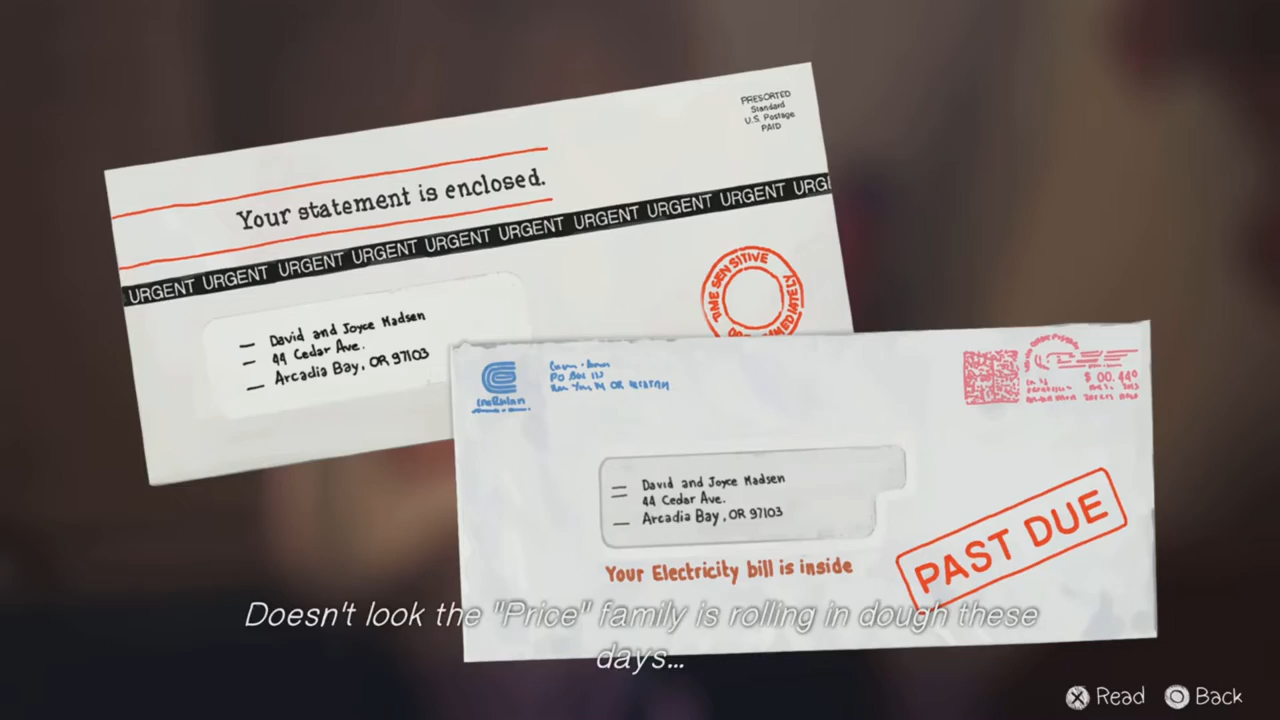 PRESORTED
Standard
U.S. Postage
PAID
Your statement is enclosed.
URGENT URGENT URGENT URGENT URGENT URGENT URGENT URGENT URGENT URG
TIME SENSITIVE
David and Joyce Madsen
44 Cedar Ave.
Arcadia Bay, OR 97103
PO Box
$ 00.44⁰
David and Joyce Madsen
44 Cedar Ave.
Arcadia Bay, OR 97103
PAST DUE
Your Electricity bill is inside
Doesn't look the "Price" family is rolling in dough these
days...
Read Back